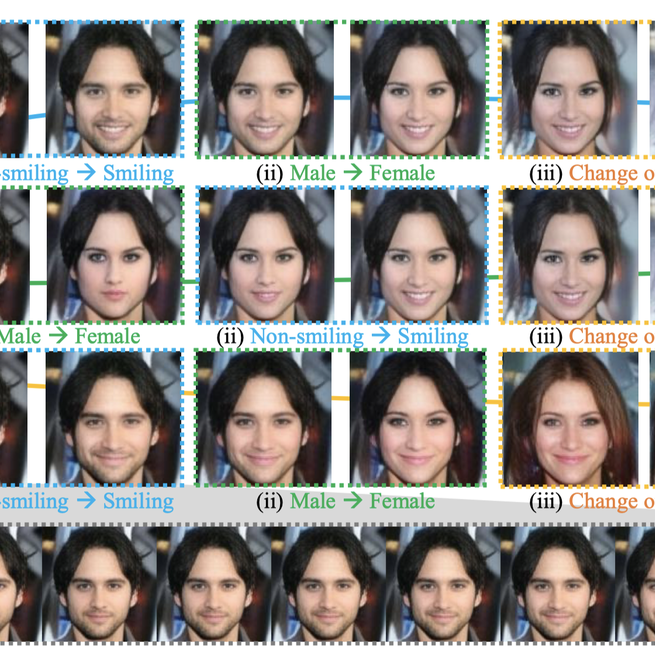 -smiling → Smiling
(ii) Male → Female
(iii) Change o
Male → Female
(ii) Non-smiling → Smiling
(iii) Change o
-smiling → Smiling
(ii) Male → Female
(iii) Change o